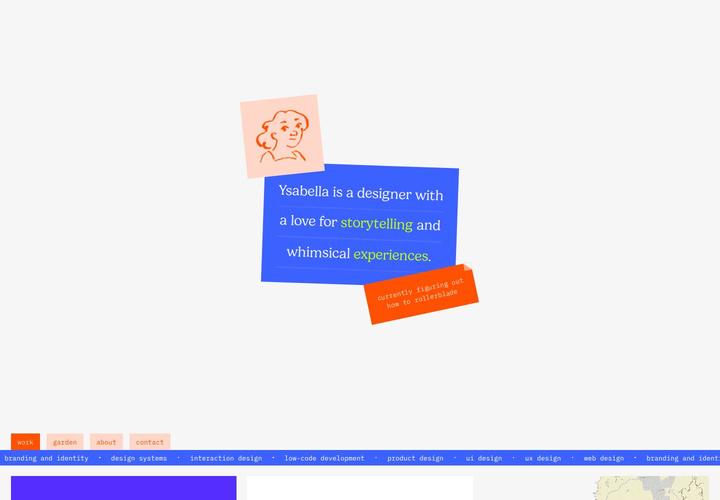 Ysabella is a designer with
a love for storytelling and
whimsical experiences.
currently figuring out
how to rollerblade
work garden about contact
branding and identity · design systems · interaction design · low-code development · product design · ui design · ux design · web design · branding and identi